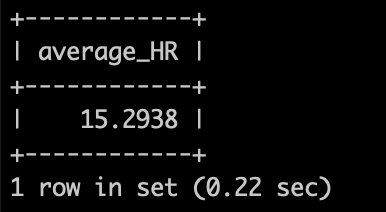 +------------+
| average_HR |
+------------+
|    15.2938 |
+------------+
1 row in set (0.22 sec)